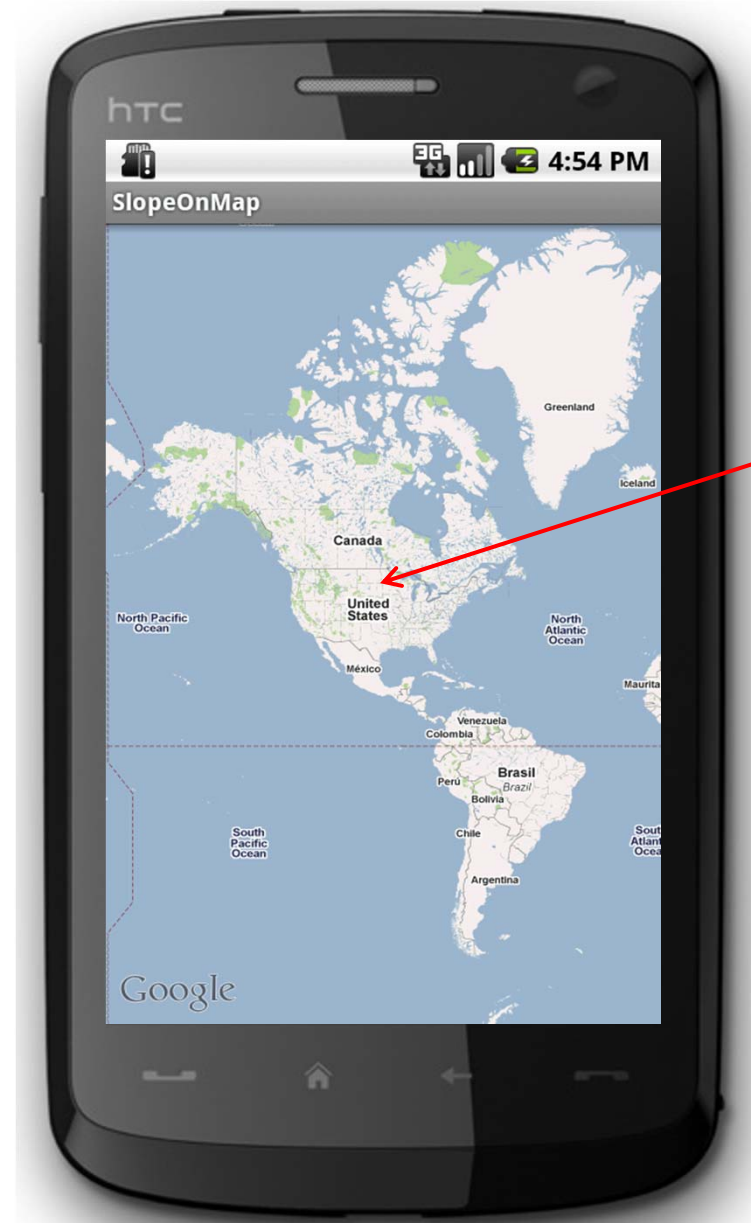 hTC
3G
4:54 PM
SlopeOnMap
Greenland
Iceland
Canada
United
States
North Pacific
Ocean
North
Atlantic
Ocean
México
Maurita
Venezuela
Colombia
Brasil
Brazil
Perú
Bolivia
South
Pacific
Ocean
Chile
Sout
Atlant
Ocea
Argentina
Google